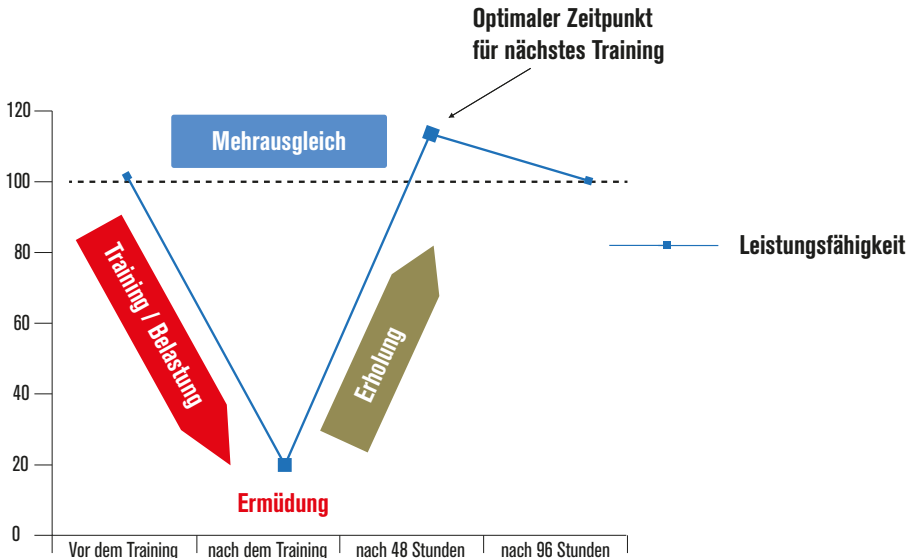 Optimaler Zeitpunkt
für nächstes Training
120
Mehrausgleich
100
Training / Belastung
80
Leistungsfähigkeit
60
Erholung
40
20
Ermüdung
0
Vor dem Training
nach dem Training
nach 48 Stunden
nach 96 Stunden